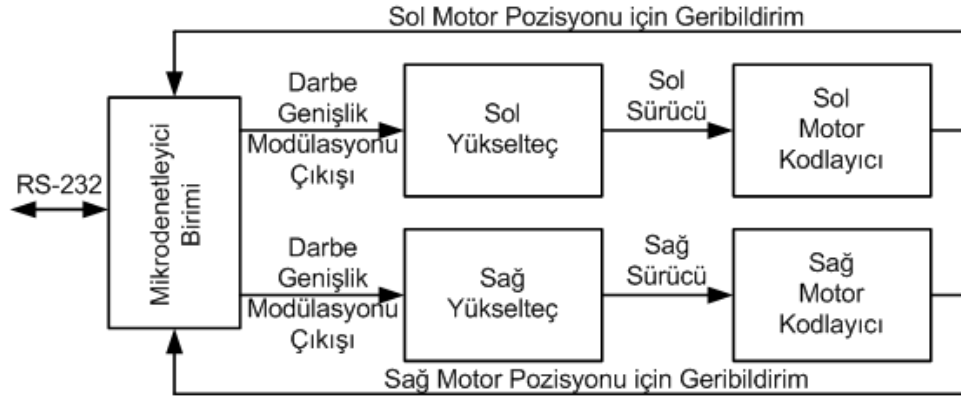 Sol Motor Pozisyonu için Geribildirim
RS-232
Mikrodenetleyici
Birimi
Darbe
Genişlik
Modülasyonu
Çıkışı
Sol
Yükselteç
Sol
Sürücü
Sol
Motor
Kodlayıcı
Darbe
Genişlik
Modülasyonu
Çıkışı
Sağ
Yükselteç
Sağ
Sürücü
Sağ
Motor
Kodlayıcı
Sağ Motor Pozisyonu için Geribildirim